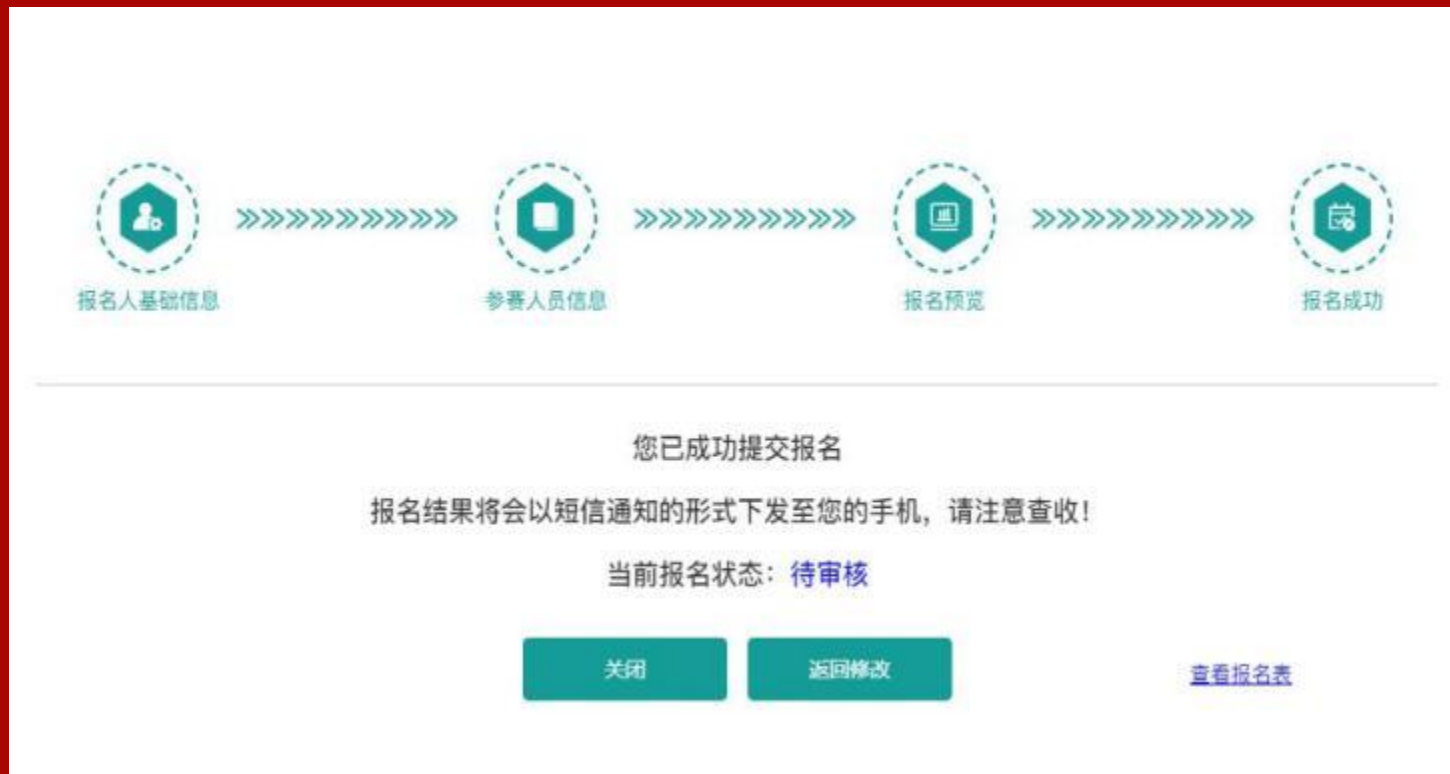 报名人基础信息
参赛人员信息
报名预览
报名成功
您已成功提交报名
报名结果将会以短信通知的形式下发至您的手机，请注意查收！
当前报名状态：待审核
关闭
返回修改
查看报名表